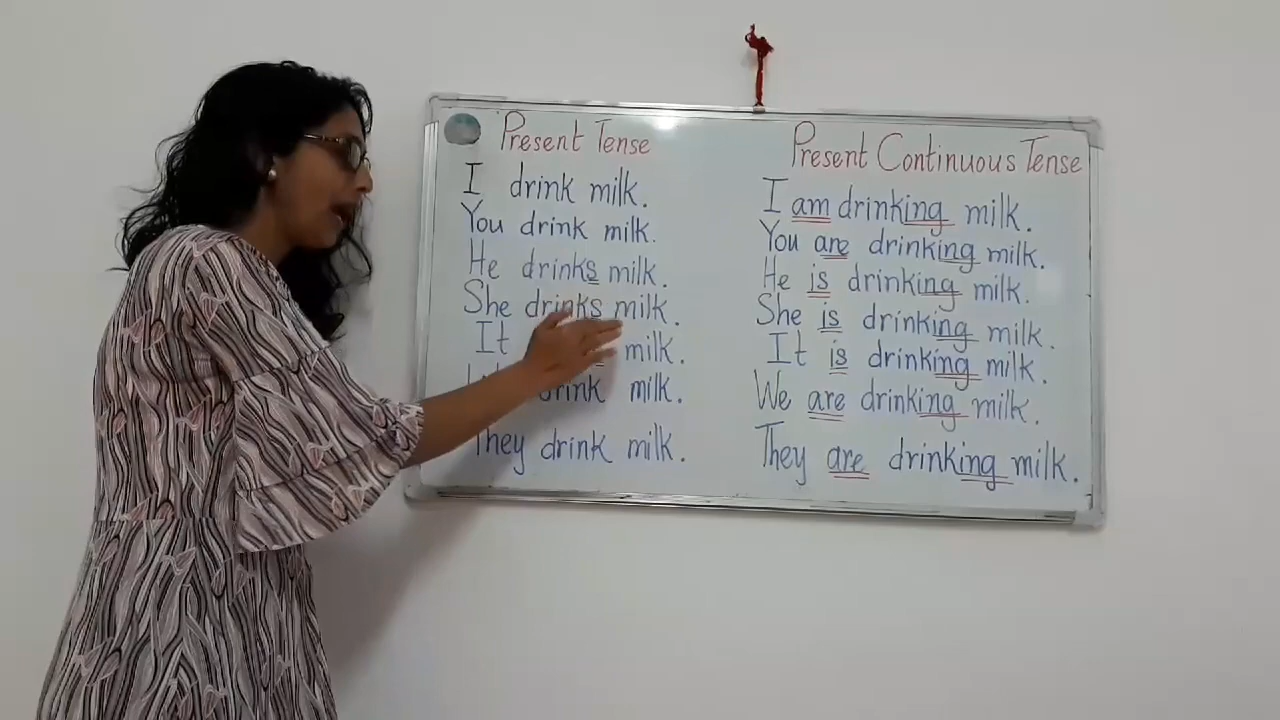 Present Tense
I drink milk.
You drink milk.
He drinks milk.
She drinks milk.
It milk.
drink milk.
They drink milk.
Present Continuous Tense
I am drinking milk.
You are drinking milk.
He is drinking milk.
She is drinking milk.
It is drinking milk.
We are drinking milk.
They are drinking milk.